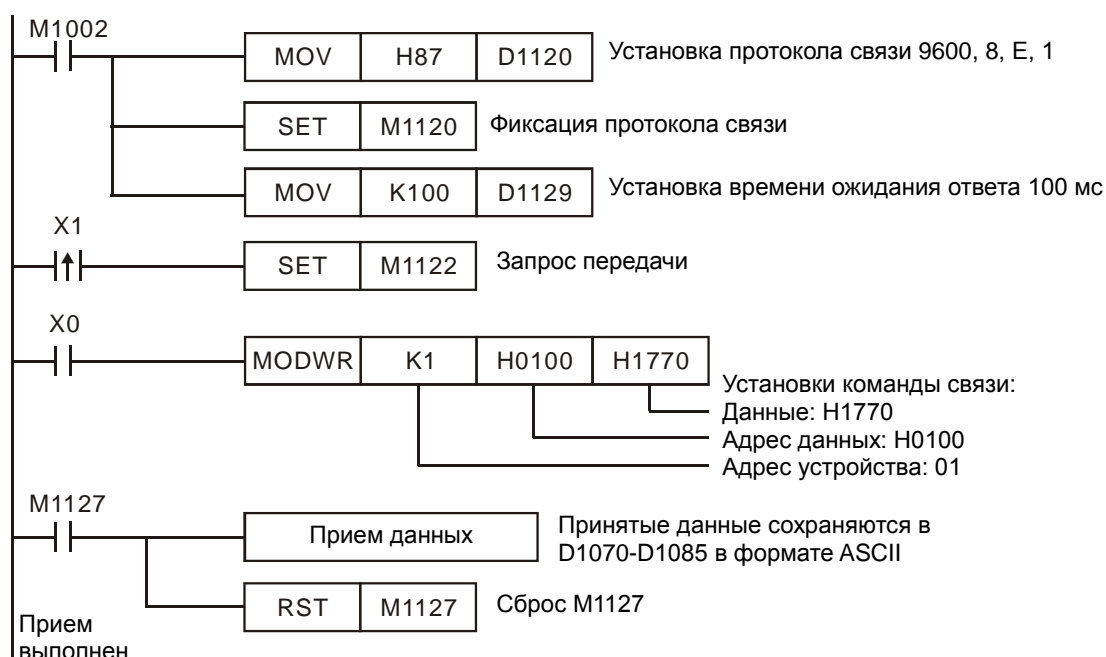 M1002
MOV H87 D1120 Установка протокола связи 9600, 8, E, 1
SET M1120 Фиксация протокола связи
MOV K100 D1129 Установка времени ожидания ответа 100 мс
X1
SET M1122 Запрос передачи
X0
MODWR K1 H0100 H1770
Установки команды связи:
Данные: H1770
Адрес данных: H0100
Адрес устройства: 01
M1127
Прием данных
Принятые данные сохраняются в
D1070-D1085 в формате ASCII
RST M1127 Сброс M1127
Прием
выполнен